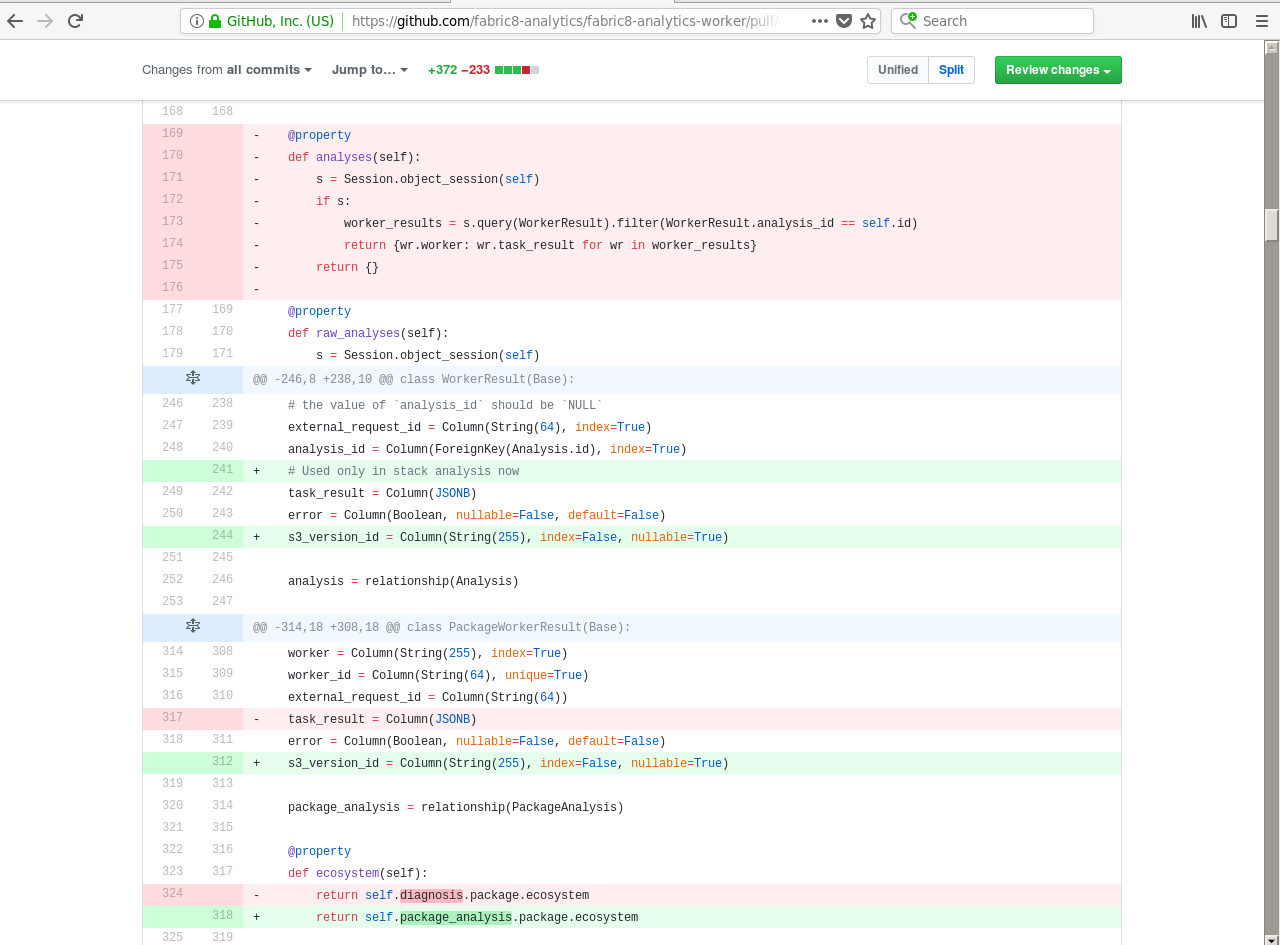 GitHub, Inc. (US) https://github.com/fabric8-analytics/fabric8-analytics-worker/pull/ Search
Changes from all commits Jump to... +372 −233 Unified Split Review changes
168 168
169 - @property
170 - def analyses(self):
171 - s = Session.object_session(self)
172 - if s:
173 - worker_results = s.query(WorkerResult).filter(WorkerResult.analysis_id == self.id)
174 - return {wr.worker: wr.task_result for wr in worker_results}
175 - return {}
176 -
177 169 @property
178 170 def raw_analyses(self):
179 171 s = Session.object_session(self)
@@ -246,8 +238,10 @@ class WorkerResult(Base):
246 238 # the value of `analysis_id` should be `NULL`
247 239 external_request_id = Column(String(64), index=True)
248 240 analysis_id = Column(ForeignKey(Analysis.id), index=True)
241 + # Used only in stack analysis now
249 242 task_result = Column(JSONB)
250 243 error = Column(Boolean, nullable=False, default=False)
244 + s3_version_id = Column(String(255), index=False, nullable=True)
251 245
252 246 analysis = relationship(Analysis)
253 247
@@ -314,18 +308,18 @@ class PackageWorkerResult(Base):
314 308 worker = Column(String(255), index=True)
315 309 worker_id = Column(String(64), unique=True)
316 310 external_request_id = Column(String(64))
317 - task_result = Column(JSONB)
318 311 error = Column(Boolean, nullable=False, default=False)
312 + s3_version_id = Column(String(255), index=False, nullable=True)
319 313
320 314 package_analysis = relationship(PackageAnalysis)
321 315
322 316 @property
323 317 def ecosystem(self):
324 - return self.diagnosis.package.ecosystem
318 + return self.package_analysis.package.ecosystem
325 319